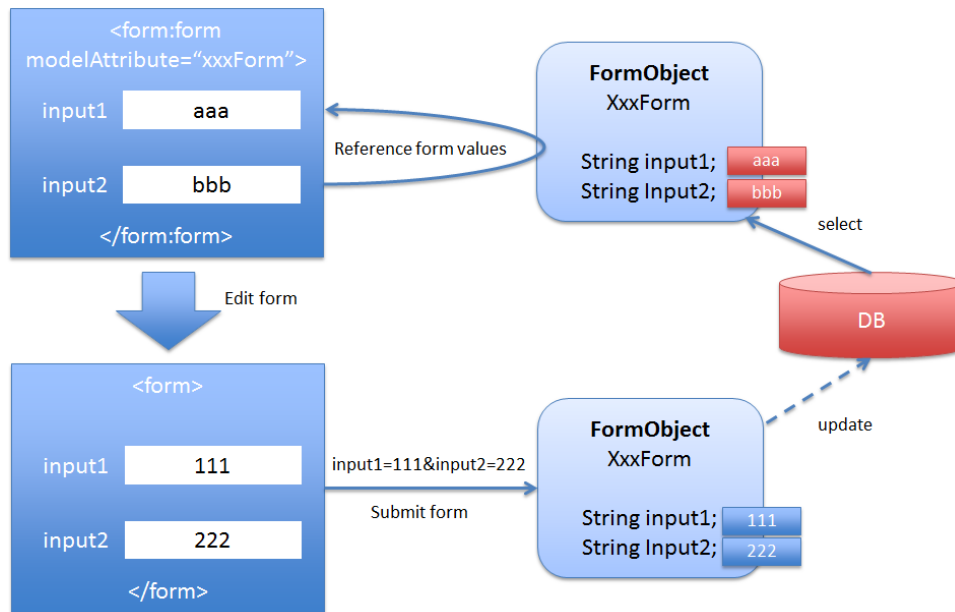 <form:form
modelAttribute=“xxxForm”>
input1
aaa
input2
bbb
</form:form>
Reference form values
FormObject
XxxForm
String input1;
aaa
String Input2;
bbb
select
DB
update
Edit form
<form>
input1
111
input2
222
</form>
input1=111&input2=222
Submit form
FormObject
XxxForm
String input1;
111
String Input2;
222